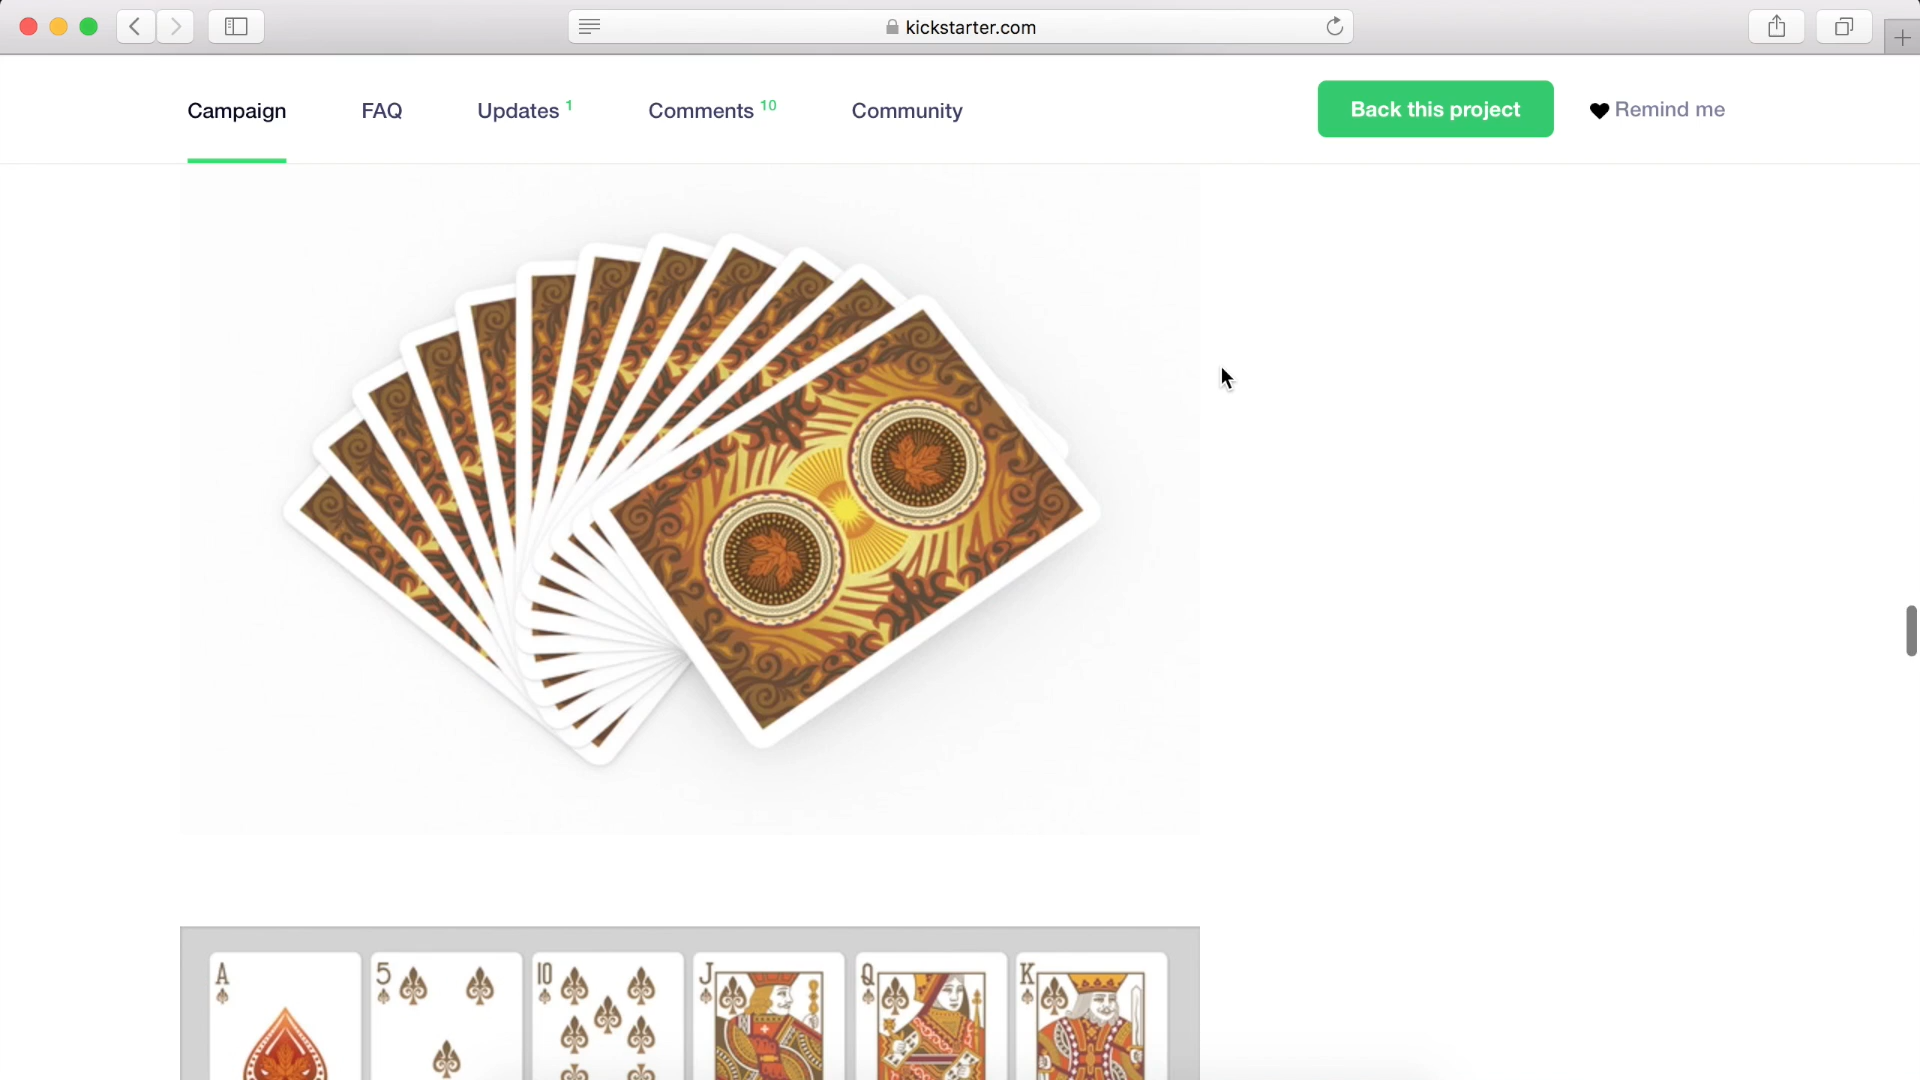 kickstarter.com
Campaign FAQ Updates 1 Comments 10 Community Back this project Remind me
A 5 10 J Q K